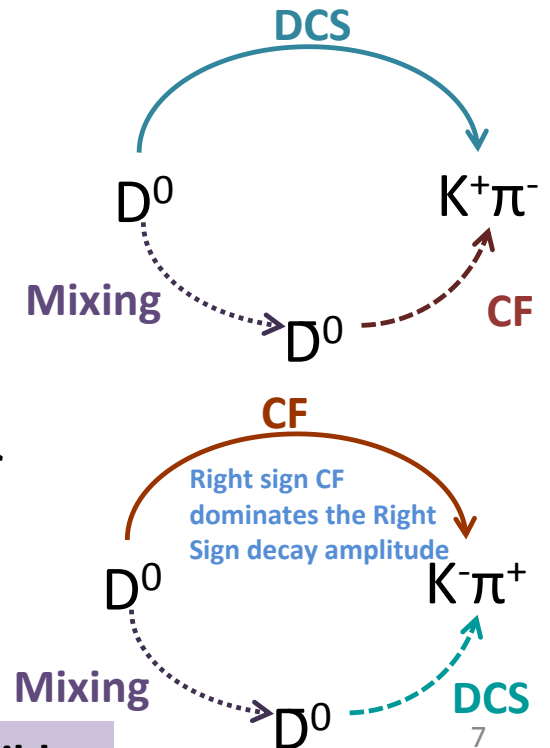 DCS
D⁰ K⁺π⁻
Mixing
CF
D̄⁰
CF
Right sign CF
dominates the Right
Sign decay amplitude
D⁰ K⁻π⁺
Mixing
DCS
D̄⁰
7